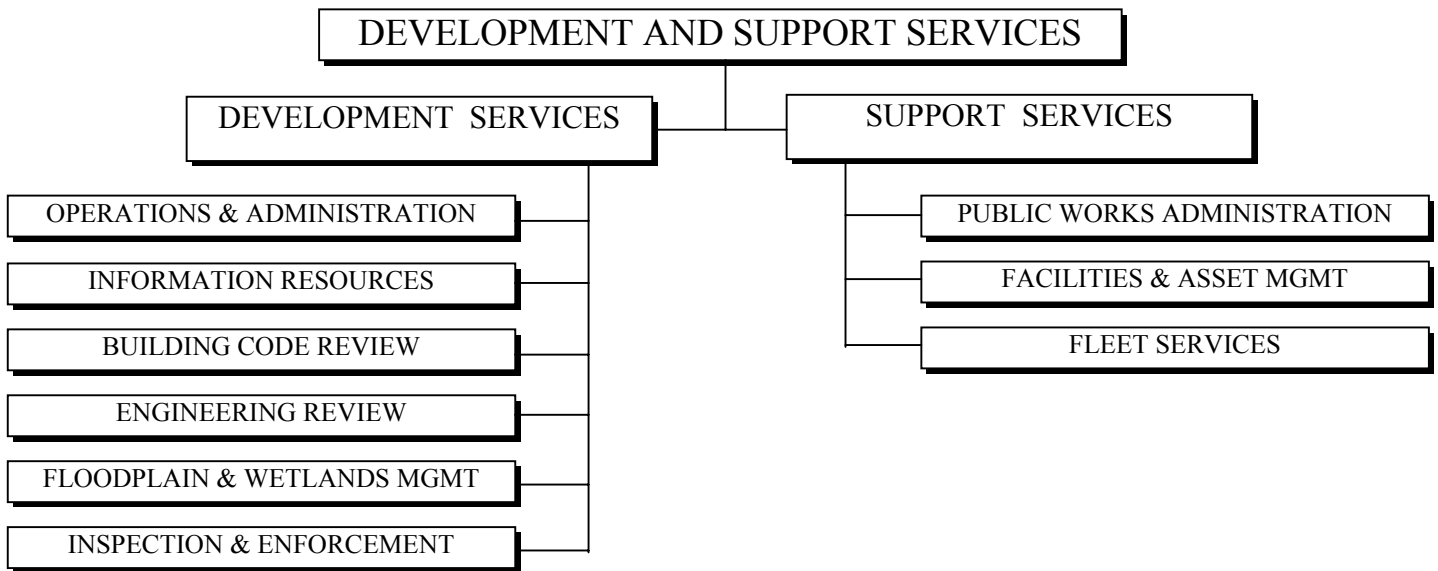 DEVELOPMENT AND SUPPORT SERVICES
DEVELOPMENT SERVICES
SUPPORT SERVICES
OPERATIONS & ADMINISTRATION
INFORMATION RESOURCES
BUILDING CODE REVIEW
ENGINEERING REVIEW
FLOODPLAIN & WETLANDS MGMT
INSPECTION & ENFORCEMENT
PUBLIC WORKS ADMINISTRATION
FACILITIES & ASSET MGMT
FLEET SERVICES